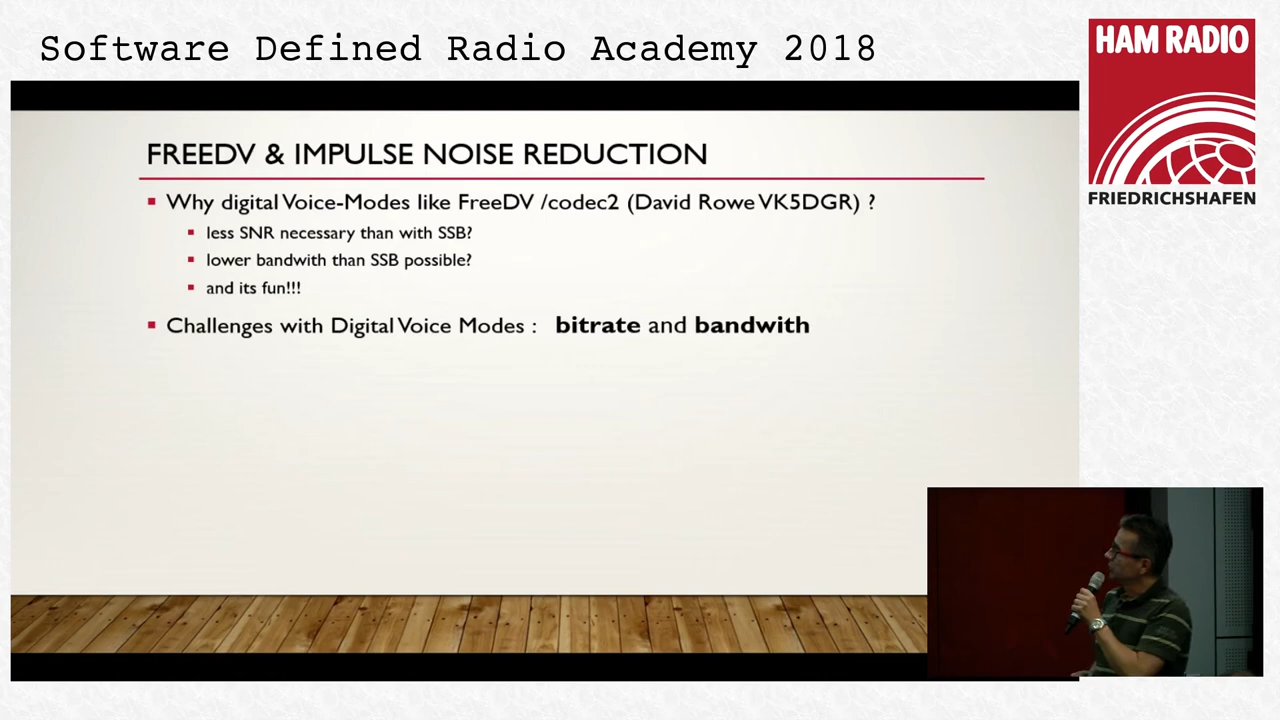 Software Defined Radio Academy 2018
HAM RADIO
FRIEDRICHSHAFEN
FREEDV & IMPULSE NOISE REDUCTION
Why digital Voice-Modes like FreeDV /codec2 (David Rowe VK5DGR) ?
less SNR necessary than with SSB?
lower bandwith than SSB possible?
and its fun!!!
Challenges with Digital Voice Modes : bitrate and bandwith